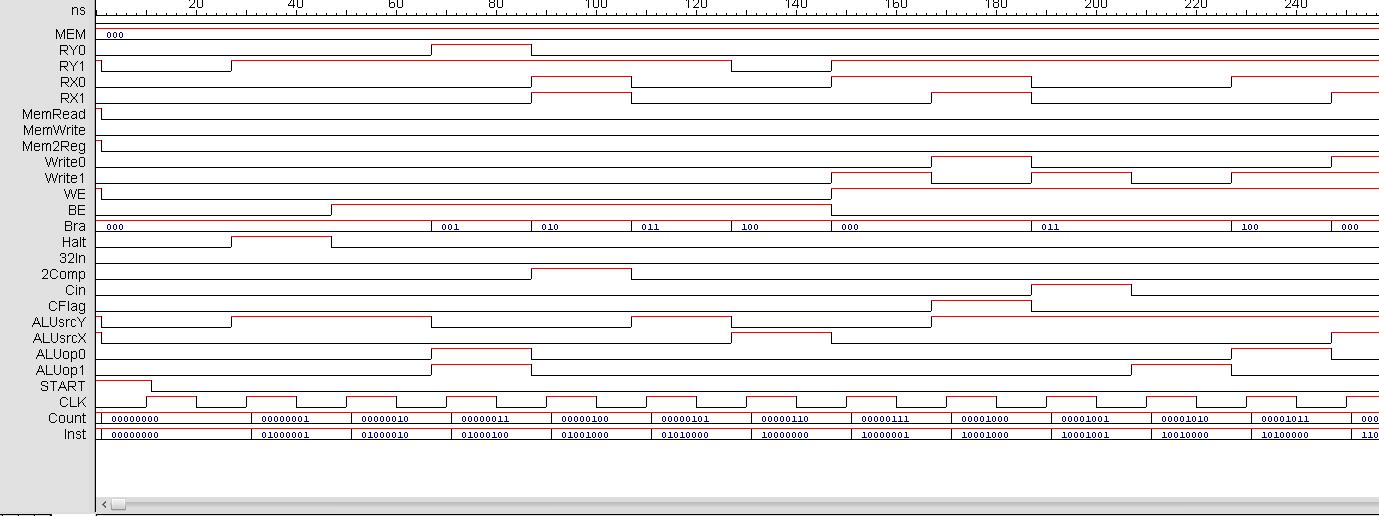 ns 20 40 60 80 100 120 140 160 180 200 220 240
MEM 000
RY0
RY1
RX0
RX1
MemRead
MemWrite
Mem2Reg
Write0
Write1
WE
BE
Bra 000 001 010 011 100 000 011 100 000
Halt
32In
2Comp
Cin
CFlag
ALUsrcY
ALUsrcX
ALUop0
ALUop1
START
CLK
Count 00000000 00000001 00000010 00000011 00000100 00000101 00000110 00000111 00001000 00001001 00001010 00001011 000
Inst 00000000 01000001 01000010 01000100 01001000 01010000 10000000 10000001 10001000 10001001 10010000 10100000 110